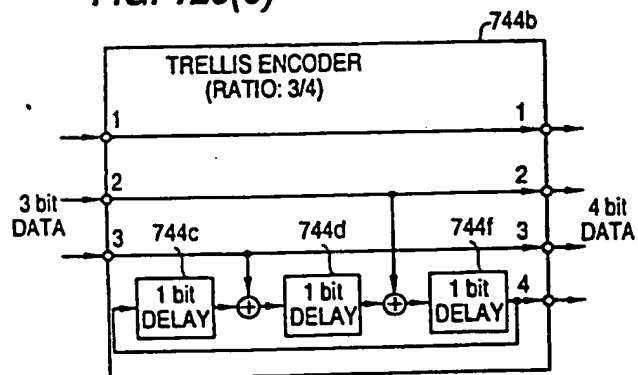 744b
TRELLIS ENCODER
(RATIO: 3/4)
1
1
2
2
3 bit
DATA
4 bit
DATA
3
744c
744d
744f
3
4
1 bit
DELAY
1 bit
DELAY
1 bit
DELAY